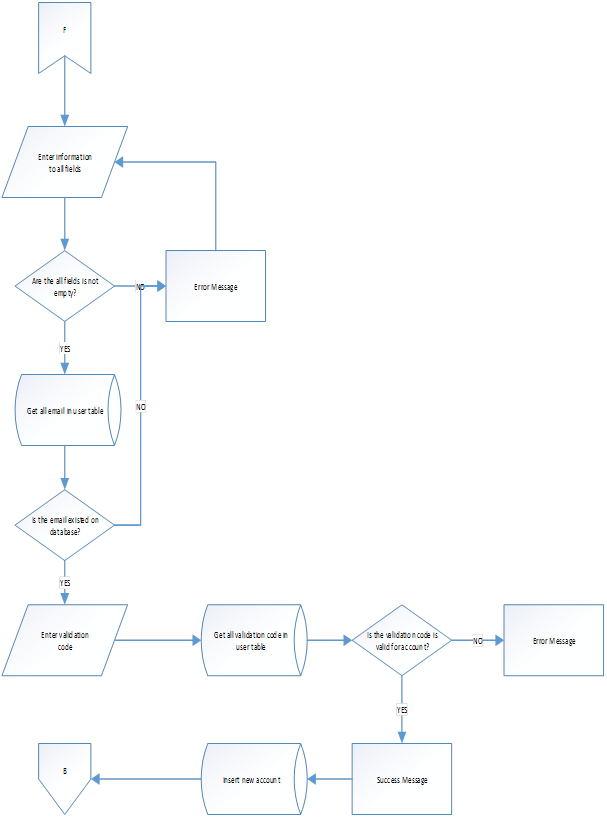 F
Enter information
to all fields
Are the all fields is not
empty?
NO
Error Message
YES
Get all email in user table
NO
Is the email existed on
database?
YES
Enter validation
code
Get all validation code in
user table
Is the validation code is
valid for account?
NO
Error Message
YES
B
Insert new account
Success Message